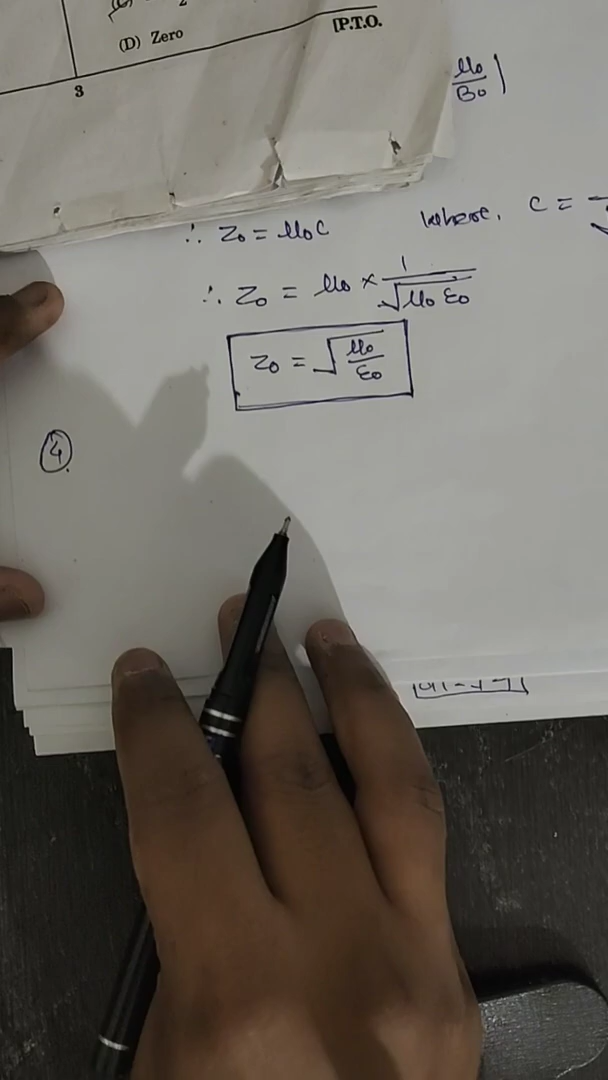 (D) Zero
[P.T.O.
3
μ₀
B₀
∴ Z₀ = μ₀c where, c =
∴ Z₀ = μ₀ × 1/√μ₀ε₀
Z₀ = √μ₀/ε₀
4.